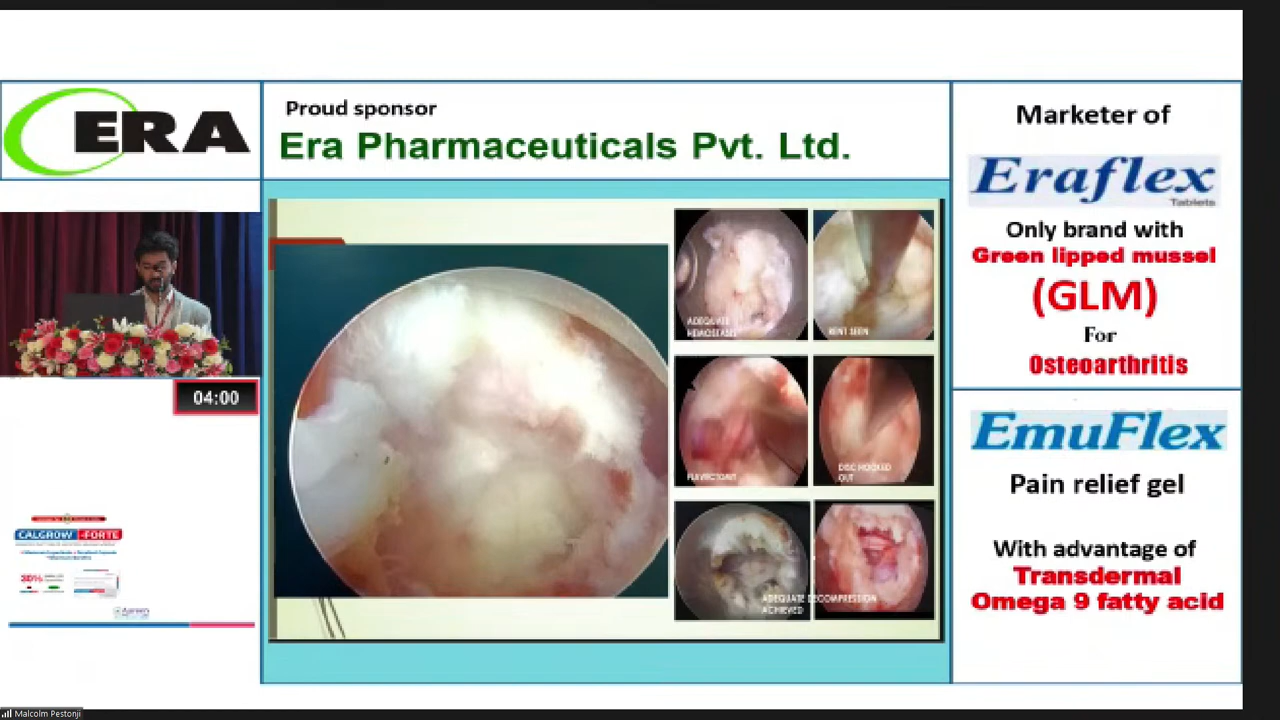 ERA
Proud sponsor
Era Pharmaceuticals Pvt. Ltd.
04:00
CALGROW -FORTE
30%
ADEQUATE
HEMOSTASIS
RENT SEEN
FLAVECTOMY
DISC HOOKED
OUT
ADEQUATE DECOMPRESSION
ACHIEVED
Marketer of
Eraflex
Tablets
Only brand with
Green lipped mussel
(GLM)
For
Osteoarthritis
EmuFlex
Pain relief gel
With advantage of
Transdermal
Omega 9 fatty acid
Malcolm Pestonji